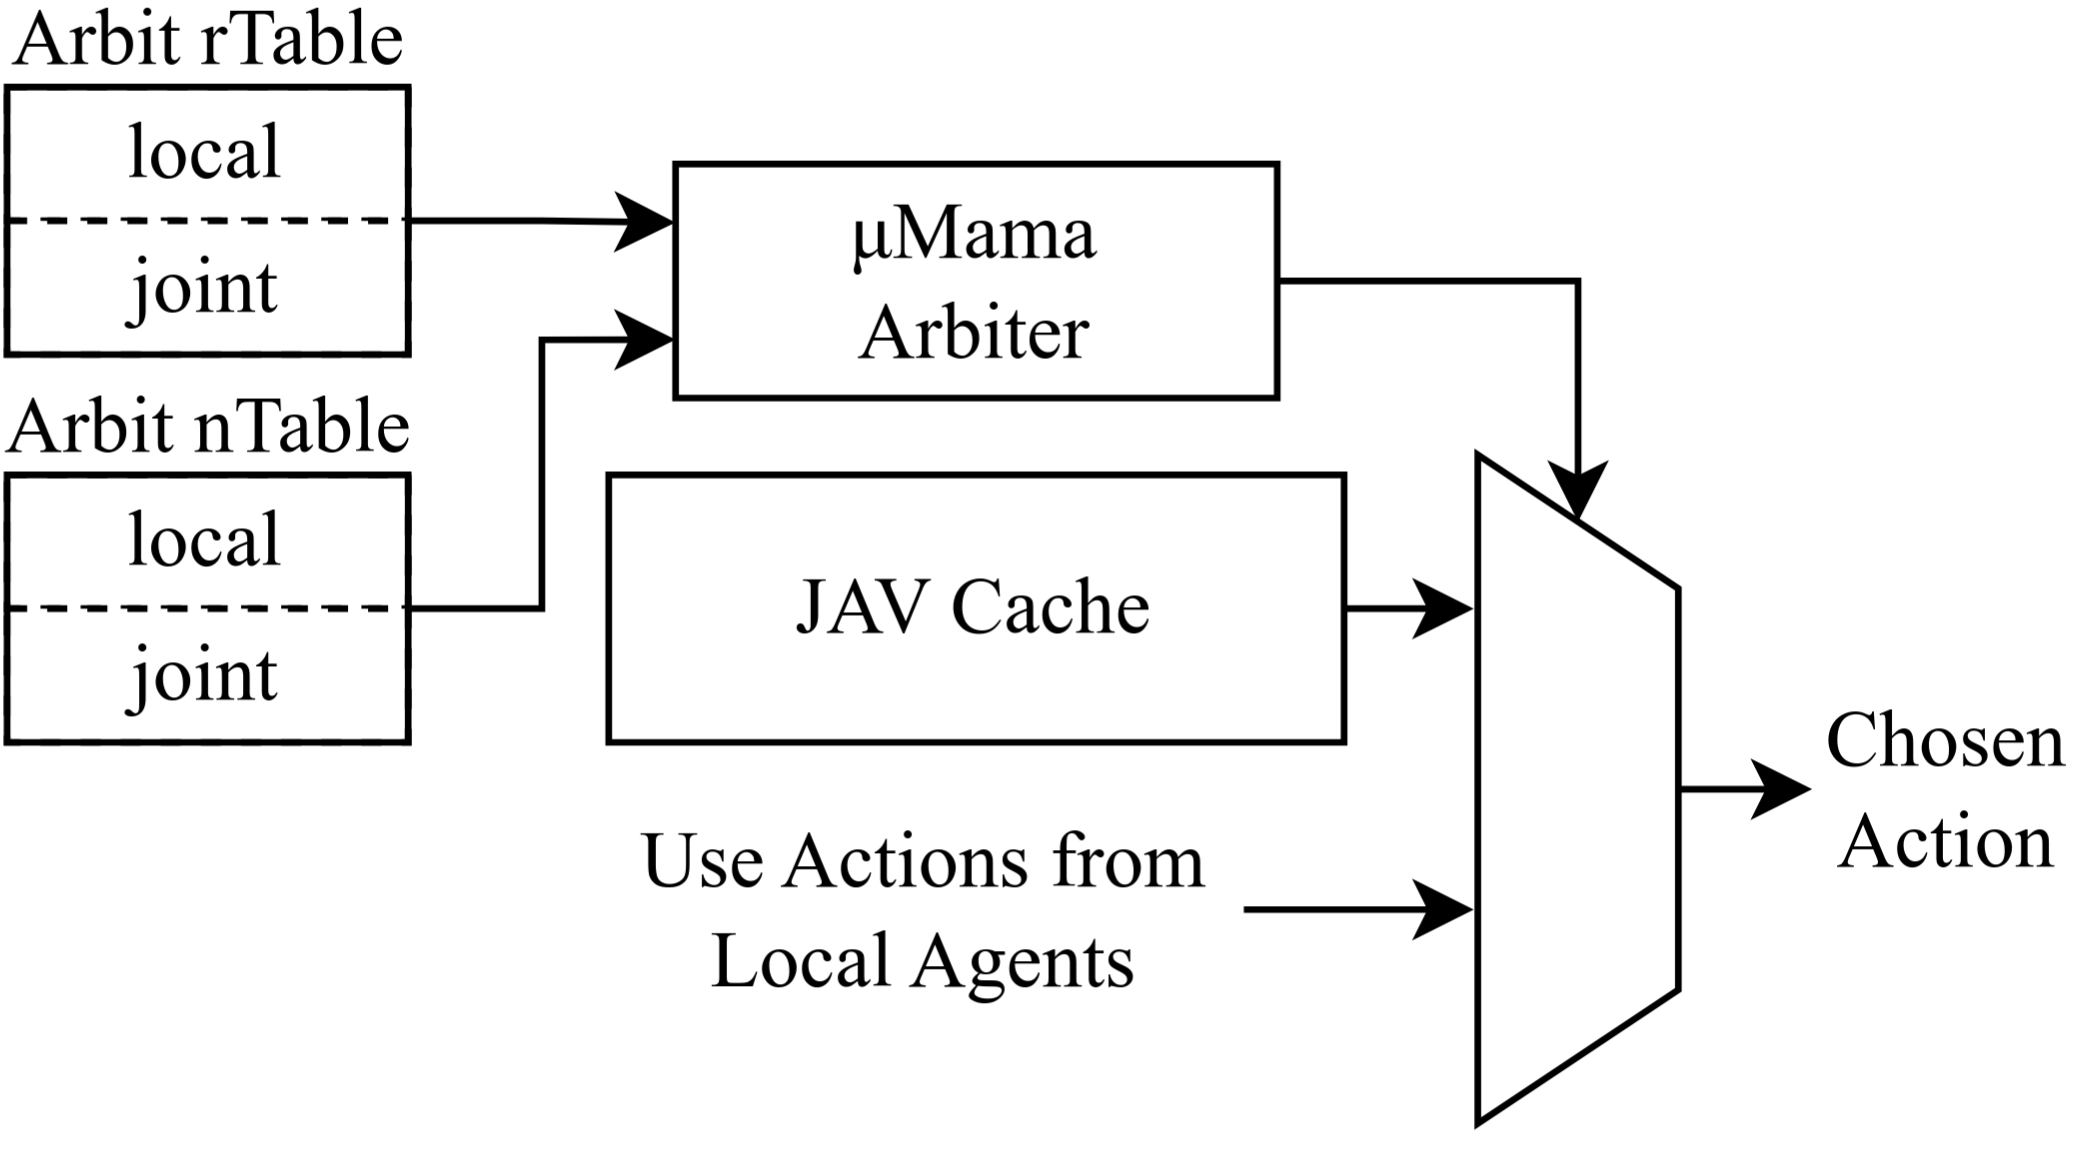 Arbit rTable
local
joint
Arbit nTable
local
joint
μMama
Arbiter
JAV Cache
Use Actions from
Local Agents
Chosen
Action